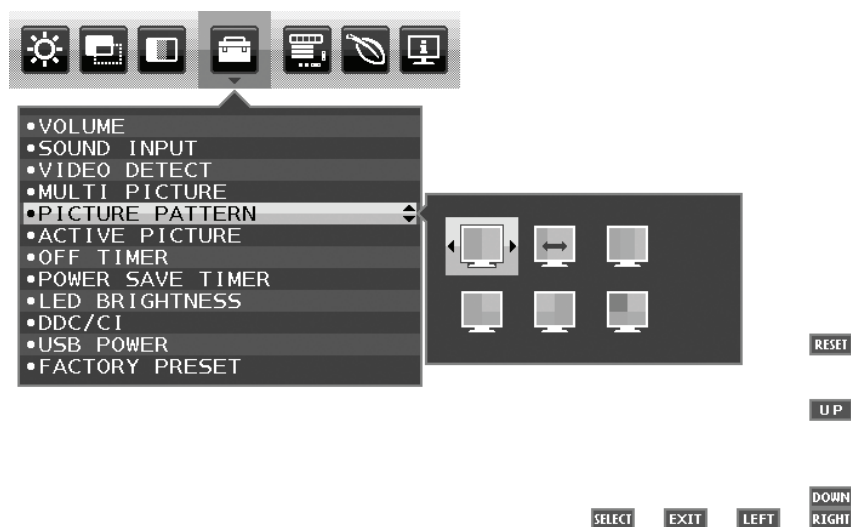 •VOLUME
•SOUND INPUT
•VIDEO DETECT
•MULTI PICTURE
•PICTURE PATTERN
•ACTIVE PICTURE
•OFF TIMER
•POWER SAVE TIMER
•LED BRIGHTNESS
•DDC/CI
•USB POWER
•FACTORY PRESET
RESET
UP
DOWN
SELECT EXIT LEFT RIGHT